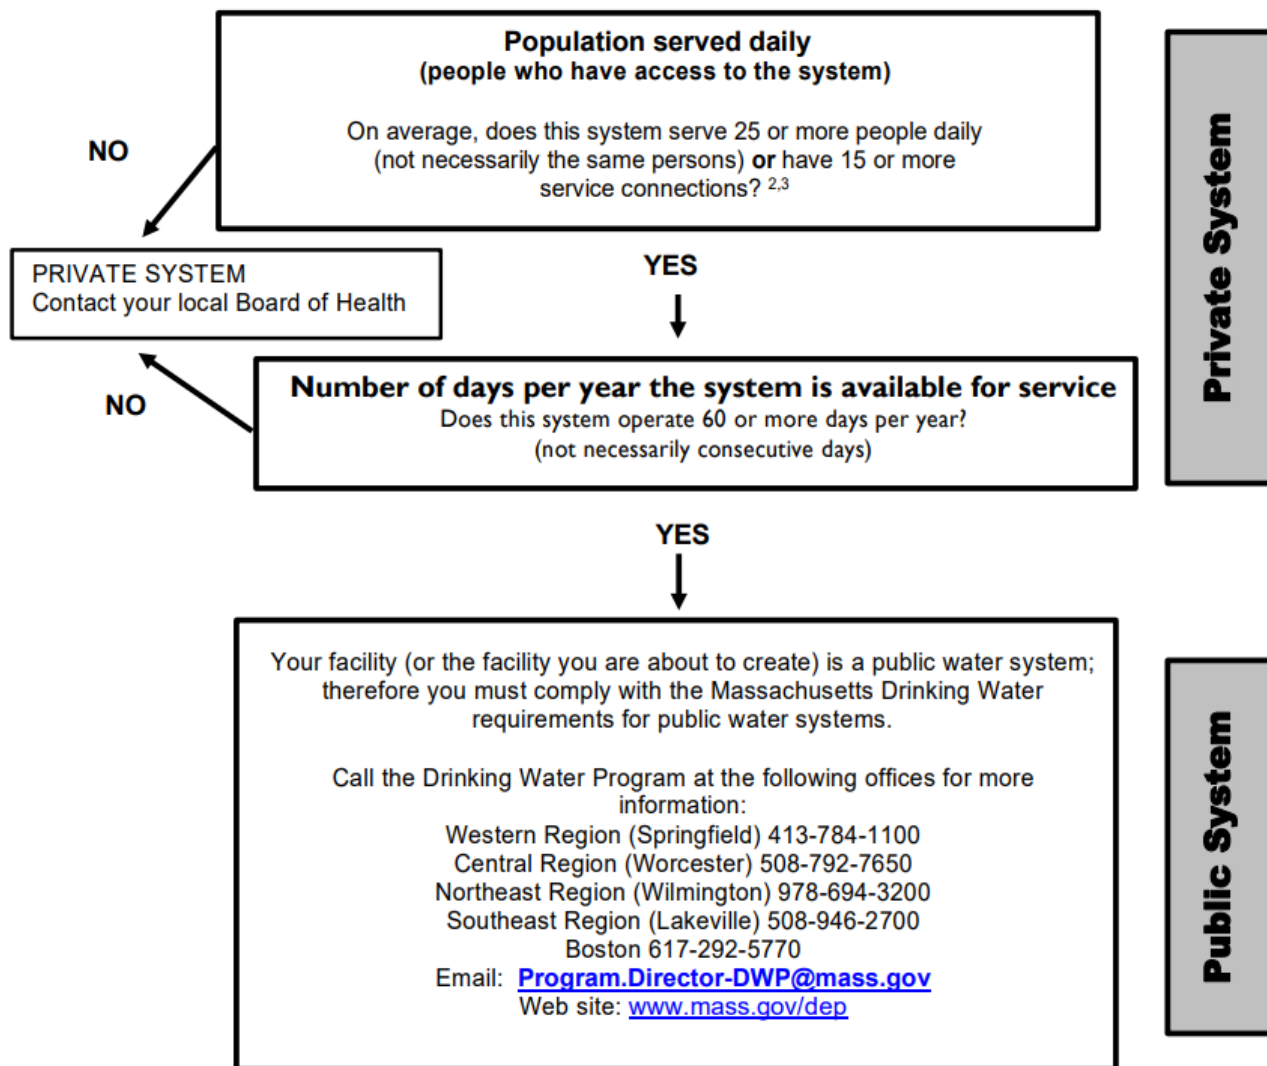 Population served daily
(people who have access to the system)
On average, does this system serve 25 or more people daily
(not necessarily the same persons) or have 15 or more
service connections? 2,3
NO
PRIVATE SYSTEM
Contact your local Board of Health
YES
Number of days per year the system is available for service
Does this system operate 60 or more days per year?
(not necessarily consecutive days)
NO
Private System
YES
Your facility (or the facility you are about to create) is a public water system;
therefore you must comply with the Massachusetts Drinking Water
requirements for public water systems.
Call the Drinking Water Program at the following offices for more
information:
Western Region (Springfield) 413-784-1100
Central Region (Worcester) 508-792-7650
Northeast Region (Wilmington) 978-694-3200
Southeast Region (Lakeville) 508-946-2700
Boston 617-292-5770
Email: Program.Director-DWP@mass.gov
Web site: www.mass.gov/dep
Public System